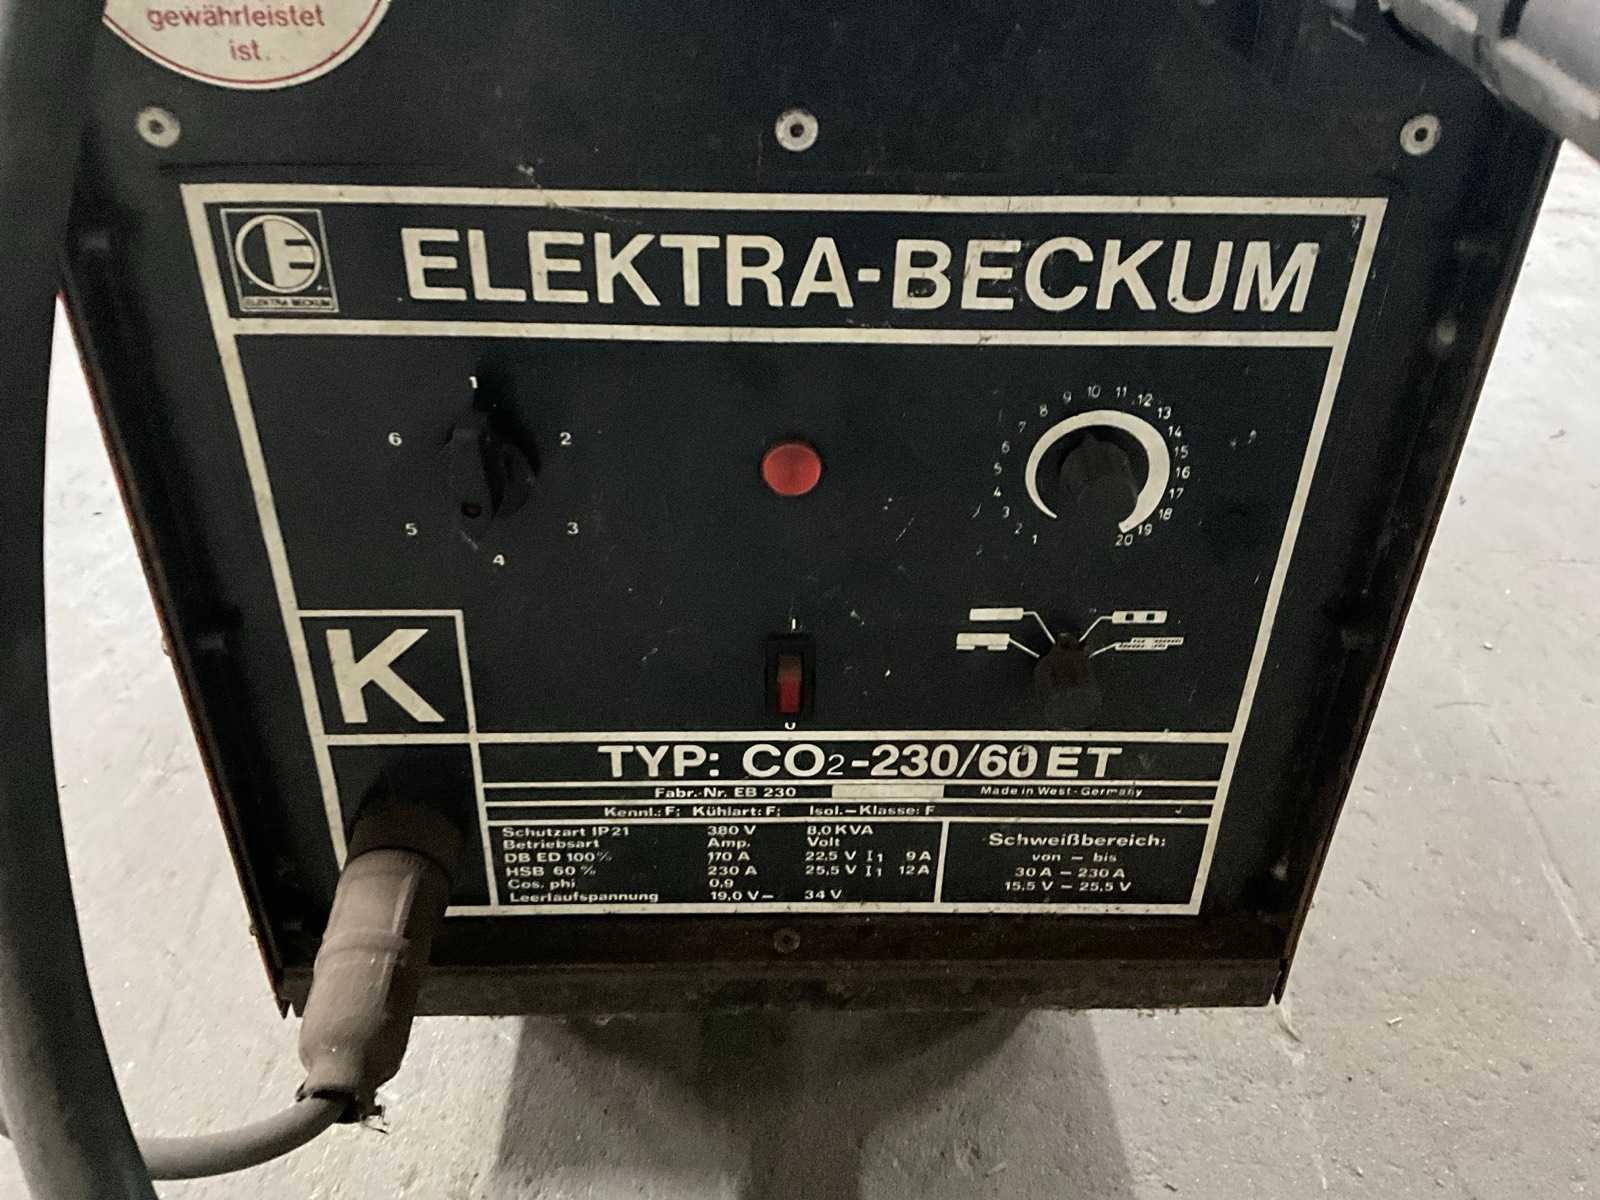 gewährleistet
ist.
ELEKTRA BECKUM
ELEKTRA-BECKUM
1
2
3
4
5
6
1
2
3
4
5
6
7
8
9
10
11
12
13
14
15
16
17
18
19
20
I
0
K
TYP: CO2-230/60 ET
Fabr.-Nr. EB 230 Made in West-Germany
Kennl.: F; Kühlart: F; Isol.-Klasse: F
Schutzart IP21 380 V 8,0 KVA
Betriebsart Amp. Volt
DB ED 100% 170 A 22,5 V I1 9 A
HSB 60% 230 A 25,5 V I1 12 A
Cos. phi 0,9
Leerlaufspannung 19,0 V– 34 V
Schweißbereich:
von – bis
30 A – 230 A
15,5 V – 25,5 V